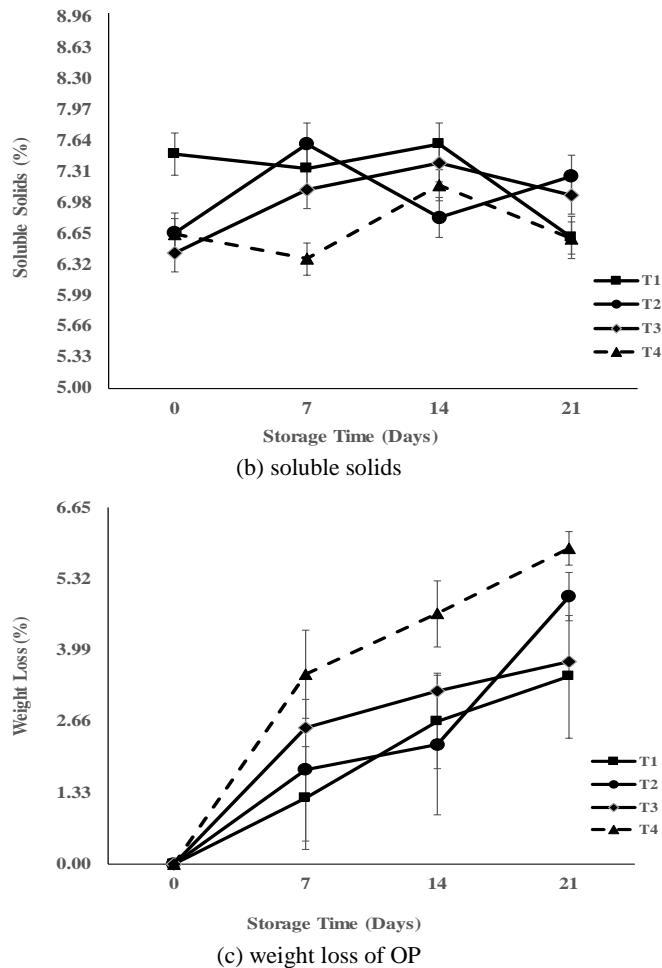 8.96
8.63
8.30
7.97
7.64
7.31
6.98
6.65
6.32
5.99
5.66
5.33
5.00
Soluble Solids (%)
T1
T2
T3
T4
0 7 14 21
Storage Time (Days)
(b) soluble solids
6.65
5.32
3.99
2.66
1.33
0.00
Weight Loss (%)
T1
T2
T3
T4
0 7 14 21
Storage Time (Days)
(c) weight loss of OP